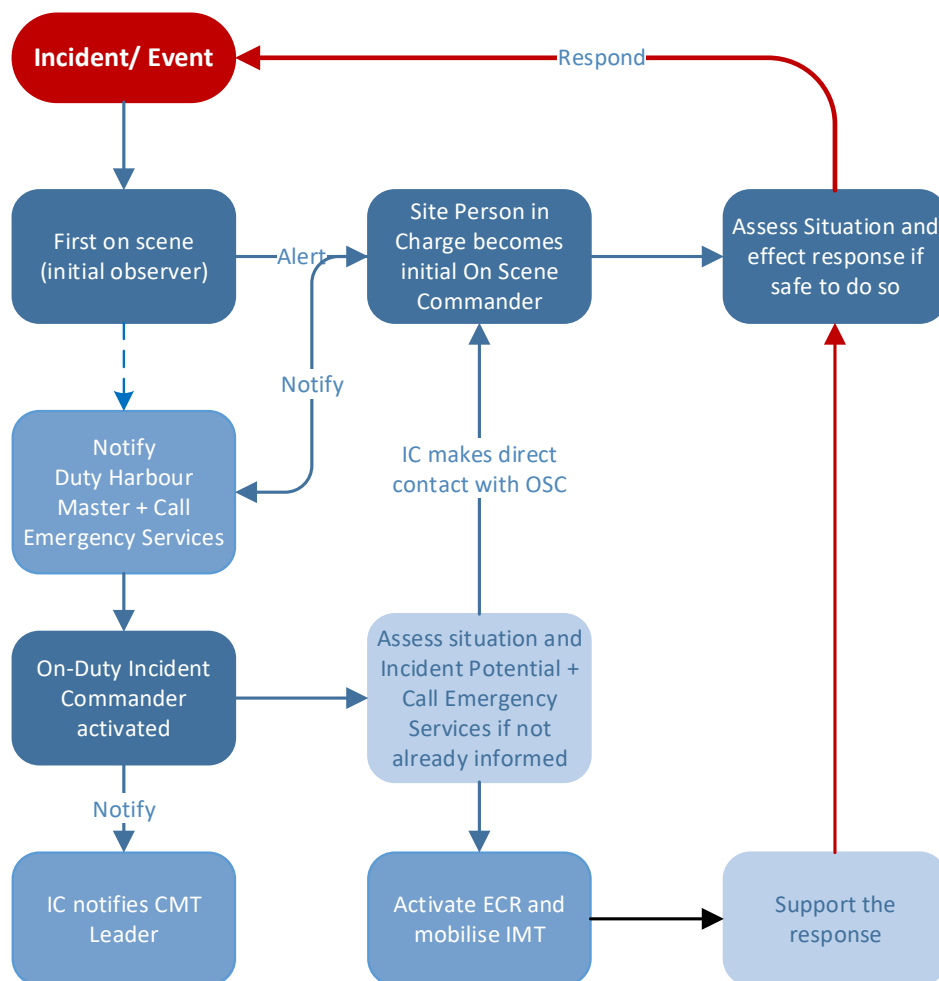 Incident/ Event
Respond
First on scene
(initial observer)
Alert
Site Person in
Charge becomes
initial On Scene
Commander
Assess Situation and
effect response if
safe to do so
Notify
Notify
Duty Harbour
Master + Call
Emergency Services
IC makes direct
contact with OSC
On-Duty Incident
Commander
activated
Assess situation and
Incident Potential +
Call Emergency
Services if not
already informed
Notify
IC notifies CMT
Leader
Activate ECR and
mobilise IMT
Support the
response